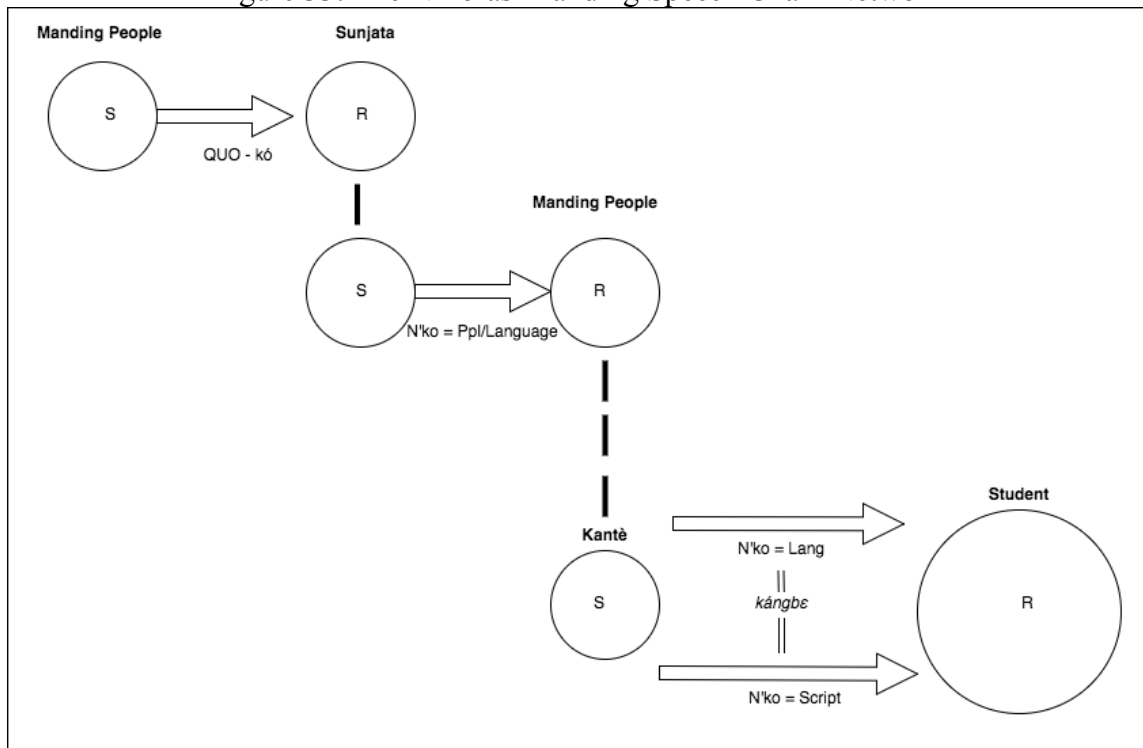 Manding People
Sunjata
S
R
QUO - kó
Manding People
S
R
N'ko = Ppl/Language
Kantè
Student
N'ko = Lang
S
kángbɛ
R
N'ko = Script